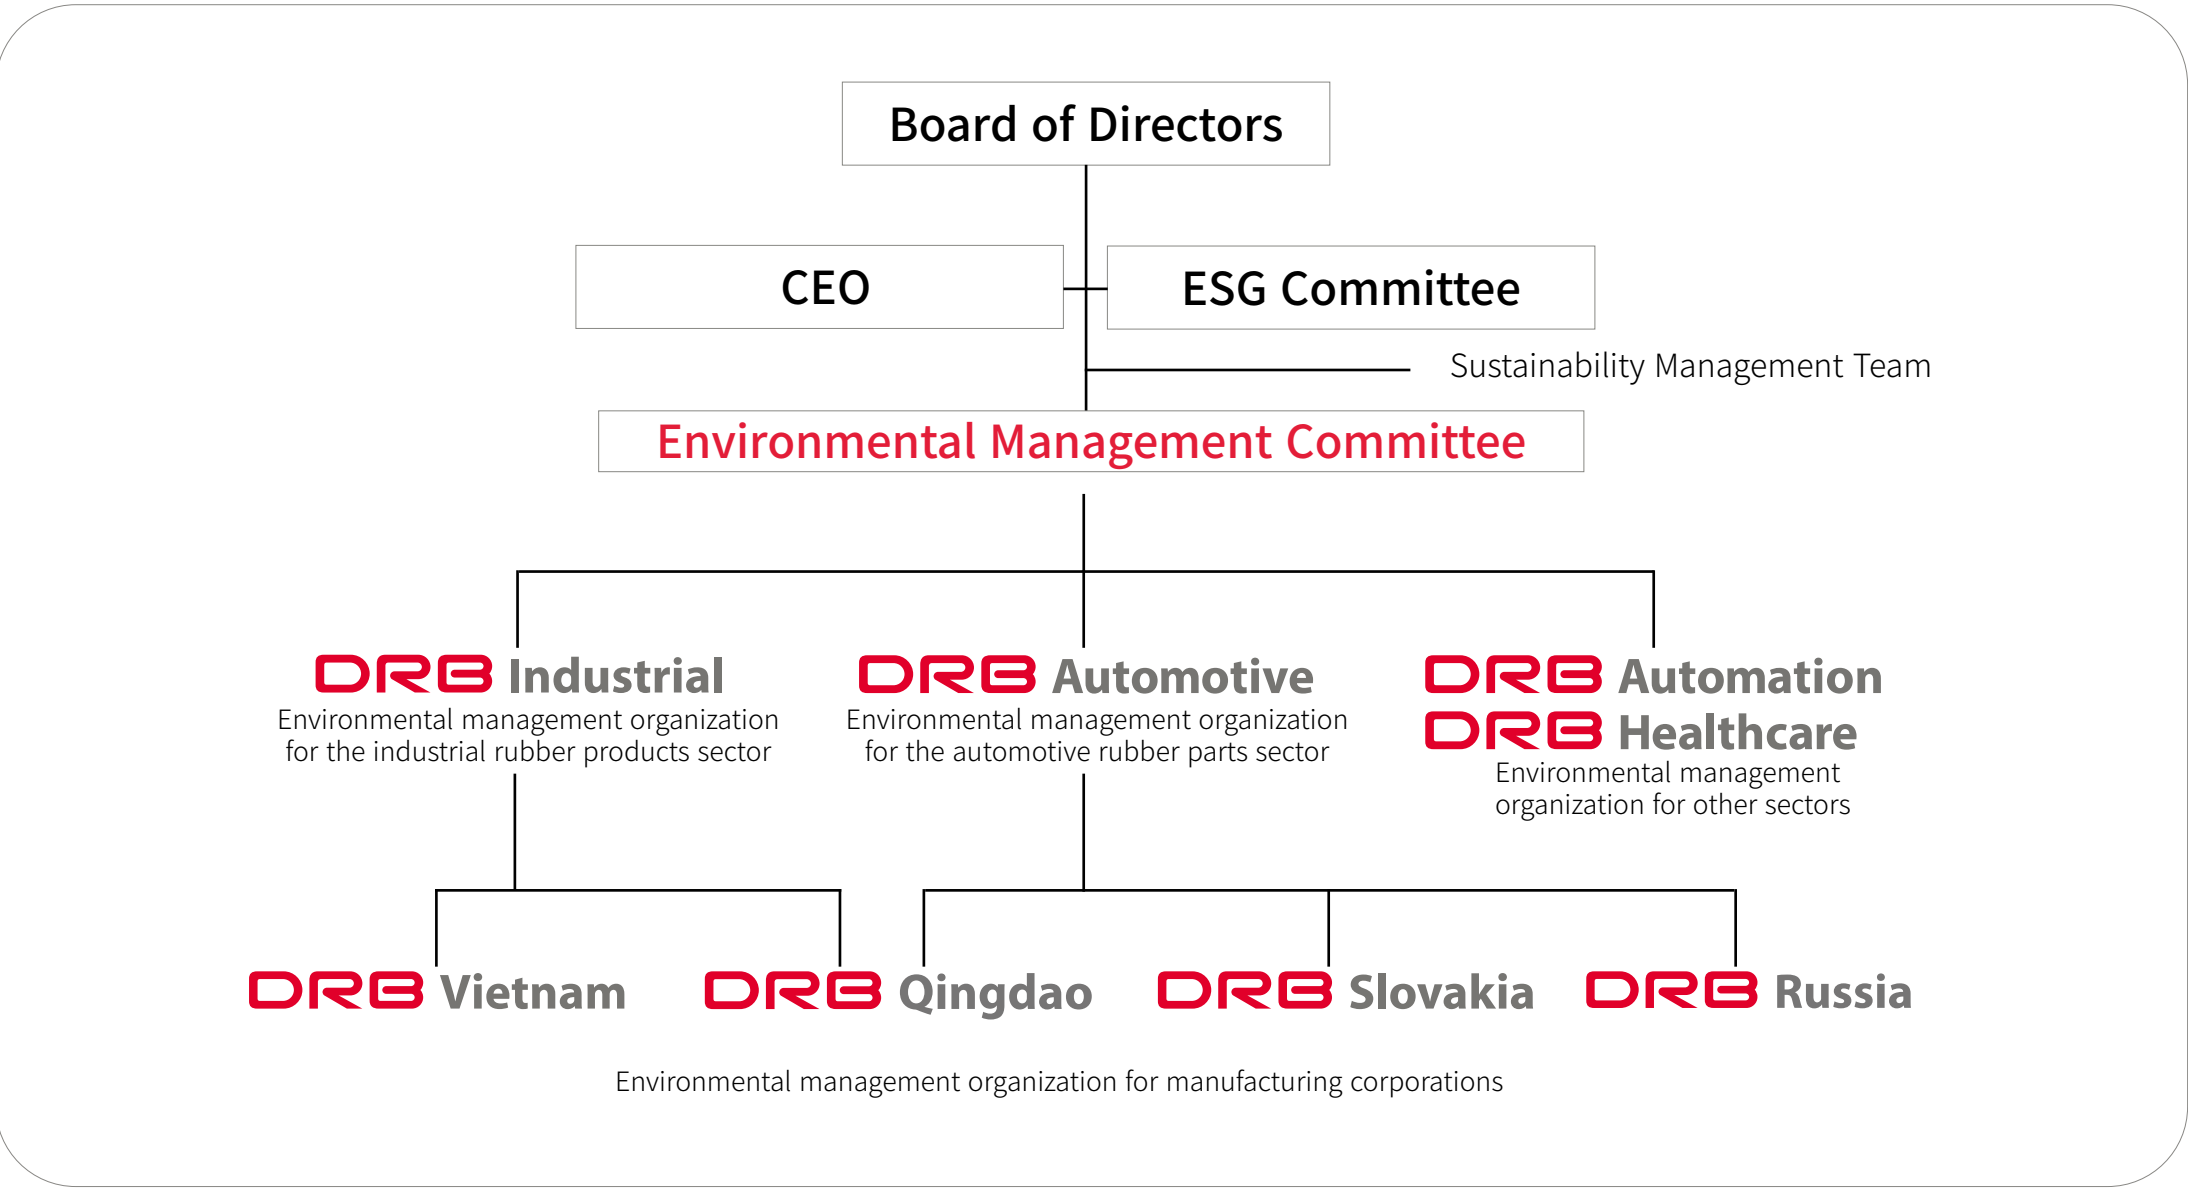 Board of Directors
CEO
ESG Committee
Sustainability Management Team
Environmental Management Committee
DRB Industrial
Environmental management organization
for the industrial rubber products sector
DRB Automotive
Environmental management organization
for the automotive rubber parts sector
DRB Automation
DRB Healthcare
Environmental management
organization for other sectors
DRB Vietnam
DRB Qingdao
DRB Slovakia
DRB Russia
Environmental management organization for manufacturing corporations